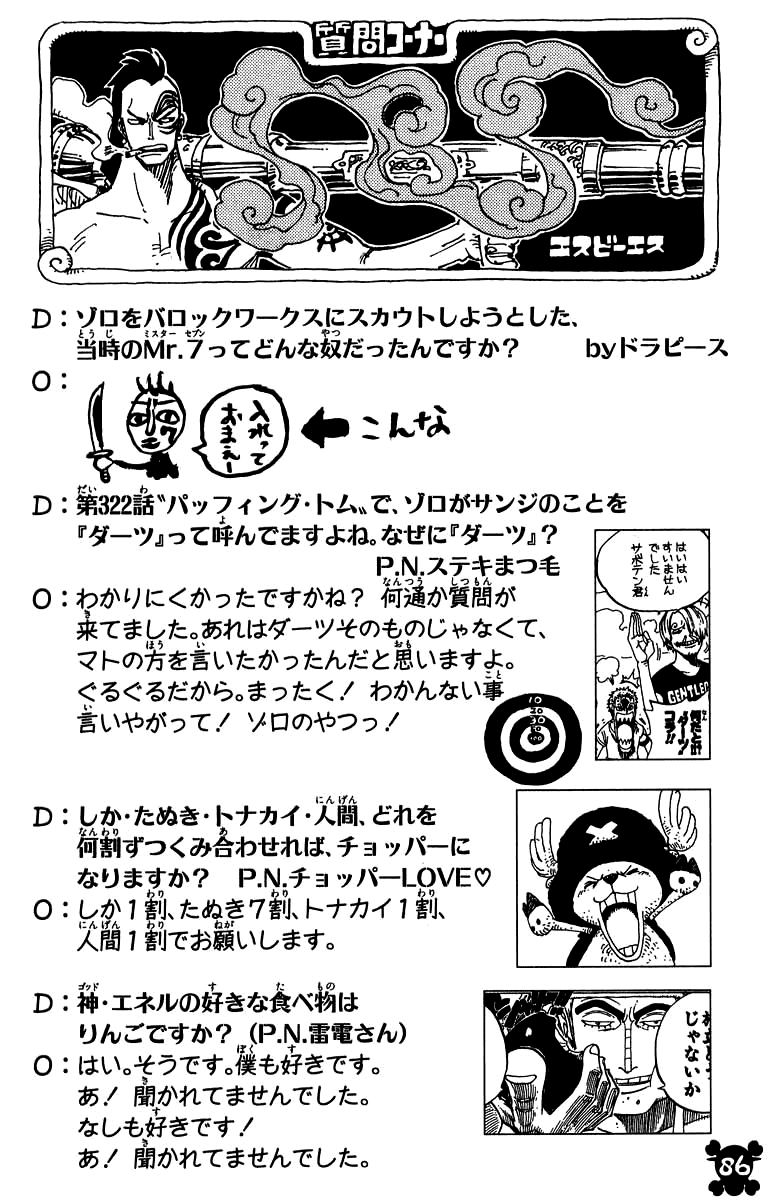 質問コーナー
SBS
エスビーエス
D：ゾロをバロックワークスにスカウトしようとした、
当時のMr.7ってどんな奴だったんですか？ byドラピース
O：
入れって
おまえー
こんな
D：第322話〝パッフィング・トム〟で、ゾロがサンジのことを
『ダーツ』って呼んでますよね。なぜに『ダーツ』？
P.N.ステキまつ毛
O：わかりにくかったですかね？ 何通か質問が
来てました。あれはダーツそのものじゃなくて、
マトの方を言いたかったんだと思いますよ。
ぐるぐるだから。まったく！ わかんない事
言いやがって！ ゾロのやつっ！
はいはい
すいません
でした
サボテン君
10
20
30
50
100
D：しか・たぬき・トナカイ・人間、どれを
何割ずつくみ合わせれば、チョッパーに
なりますか？ P.N.チョッパーLOVE♡
O：しか1割、たぬき7割、トナカイ1割、
人間1割でお願いします。
D：神・エネルの好きな食べ物は
りんごですか？（P.N.雷電さん）
O：はい。そうです。僕も好きです。
あ！ 聞かれてませんでした。
なしも好きです！
あ！ 聞かれてませんでした。
じゃないか
86